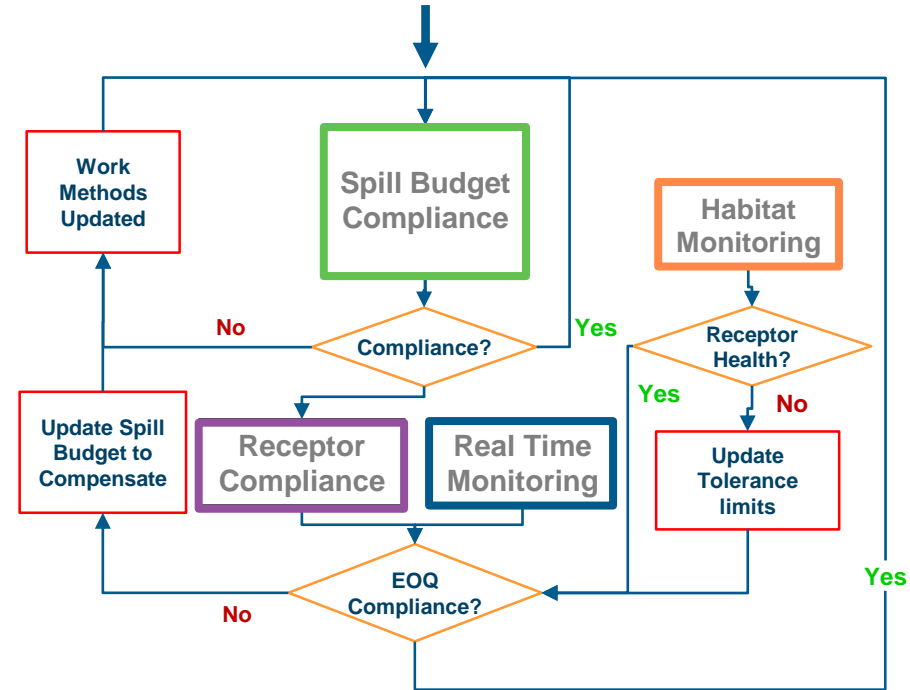 Work
Methods
Updated
Spill Budget
Compliance
Habitat
Monitoring
No
Compliance?
Yes
Receptor
Health?
Yes
No
Update Spill
Budget to
Compensate
Receptor
Compliance
Real Time
Monitoring
Update
Tolerance
limits
EOQ
Compliance?
Yes
No